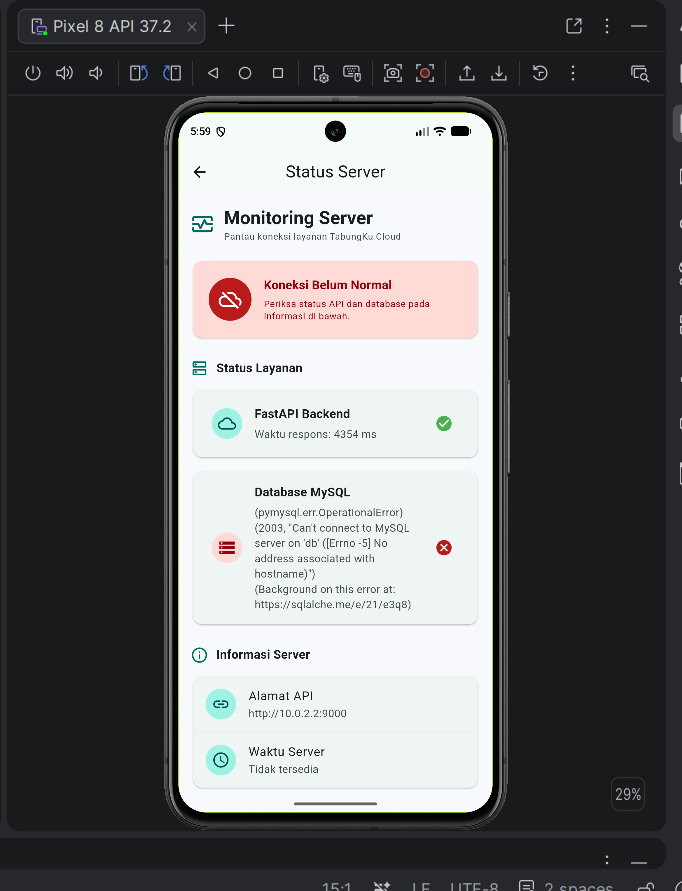 Pixel 8 API 37.2
5:59
Status Server
Monitoring Server
Pantau koneksi layanan TabungKu Cloud
Koneksi Belum Normal
Periksa status API dan database pada
informasi di bawah.
Status Layanan
FastAPI Backend
Waktu respons: 4354 ms
Database MySQL
(pymysql.err.OperationalError)
(2003, "Can't connect to MySQL
server on 'db' ([Errno -5] No
address associated with
hostname)")
(Background on this error at:
https://sqlalche.me/e/21/e3q8)
Informasi Server
Alamat API
http://10.0.2.2:9000
Waktu Server
Tidak tersedia
29%
15:1 LF UTF-8 2 spaces